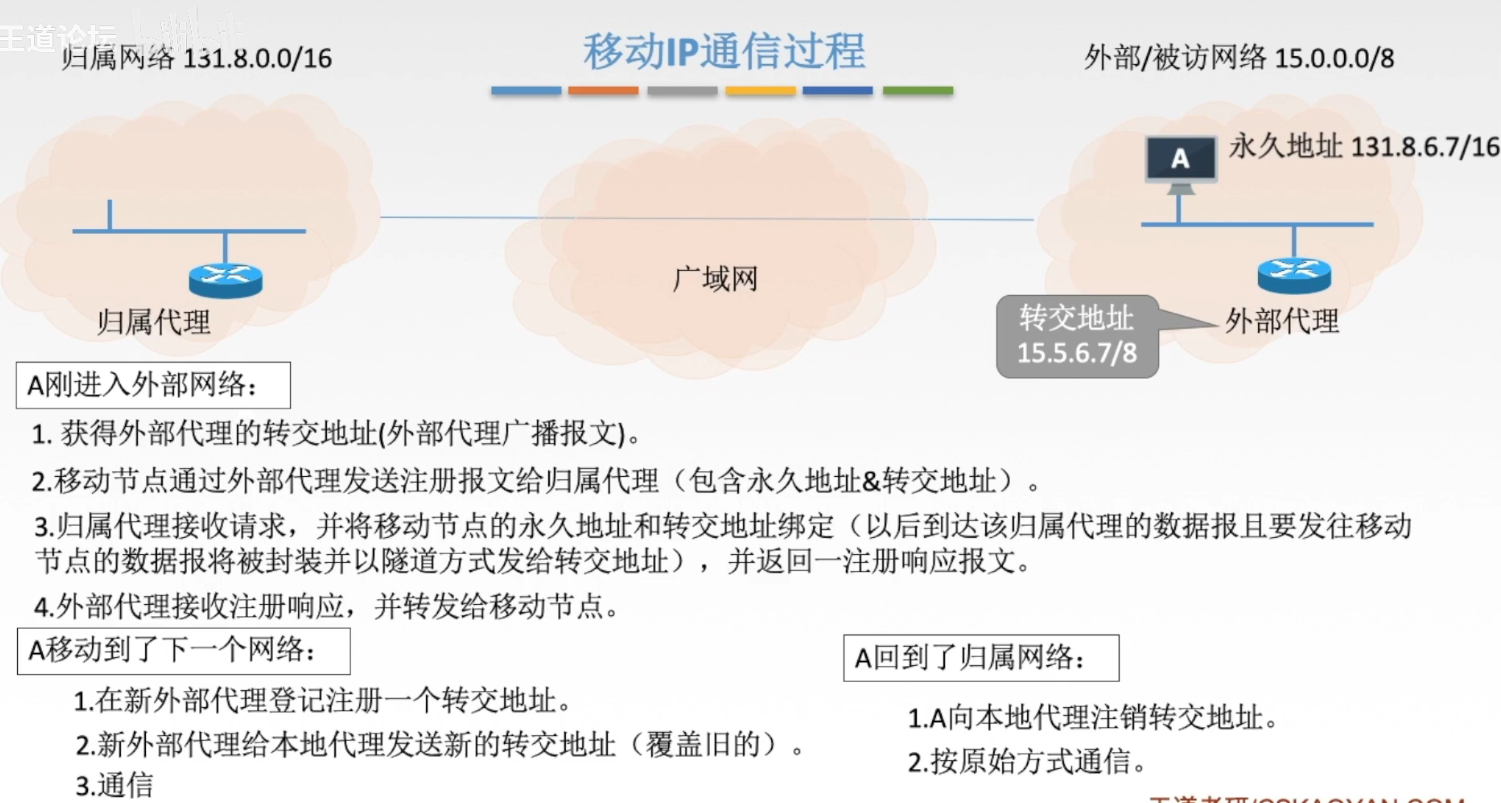 王道论坛
归属网络 131.8.0.0/16
移动IP通信过程
外部/被访网络 15.0.0.0/8
A
永久地址 131.8.6.7/16
广域网
归属代理
转交地址
15.5.6.7/8
外部代理
A刚进入外部网络：
1. 获得外部代理的转交地址(外部代理广播报文)。
2.移动节点通过外部代理发送注册报文给归属代理（包含永久地址&转交地址）。
3.归属代理接收请求，并将移动节点的永久地址和转交地址绑定（以后到达该归属代理的数据报且要发往移动
节点的数据报将被封装并以隧道方式发给转交地址），并返回一注册响应报文。
4.外部代理接收注册响应，并转发给移动节点。
A移动到了下一个网络：
1.在新外部代理登记注册一个转交地址。
2.新外部代理给本地代理发送新的转交地址（覆盖旧的）。
3.通信
A回到了归属网络：
1.A向本地代理注销转交地址。
2.按原始方式通信。
王道考研/CSKAOYAN.COM